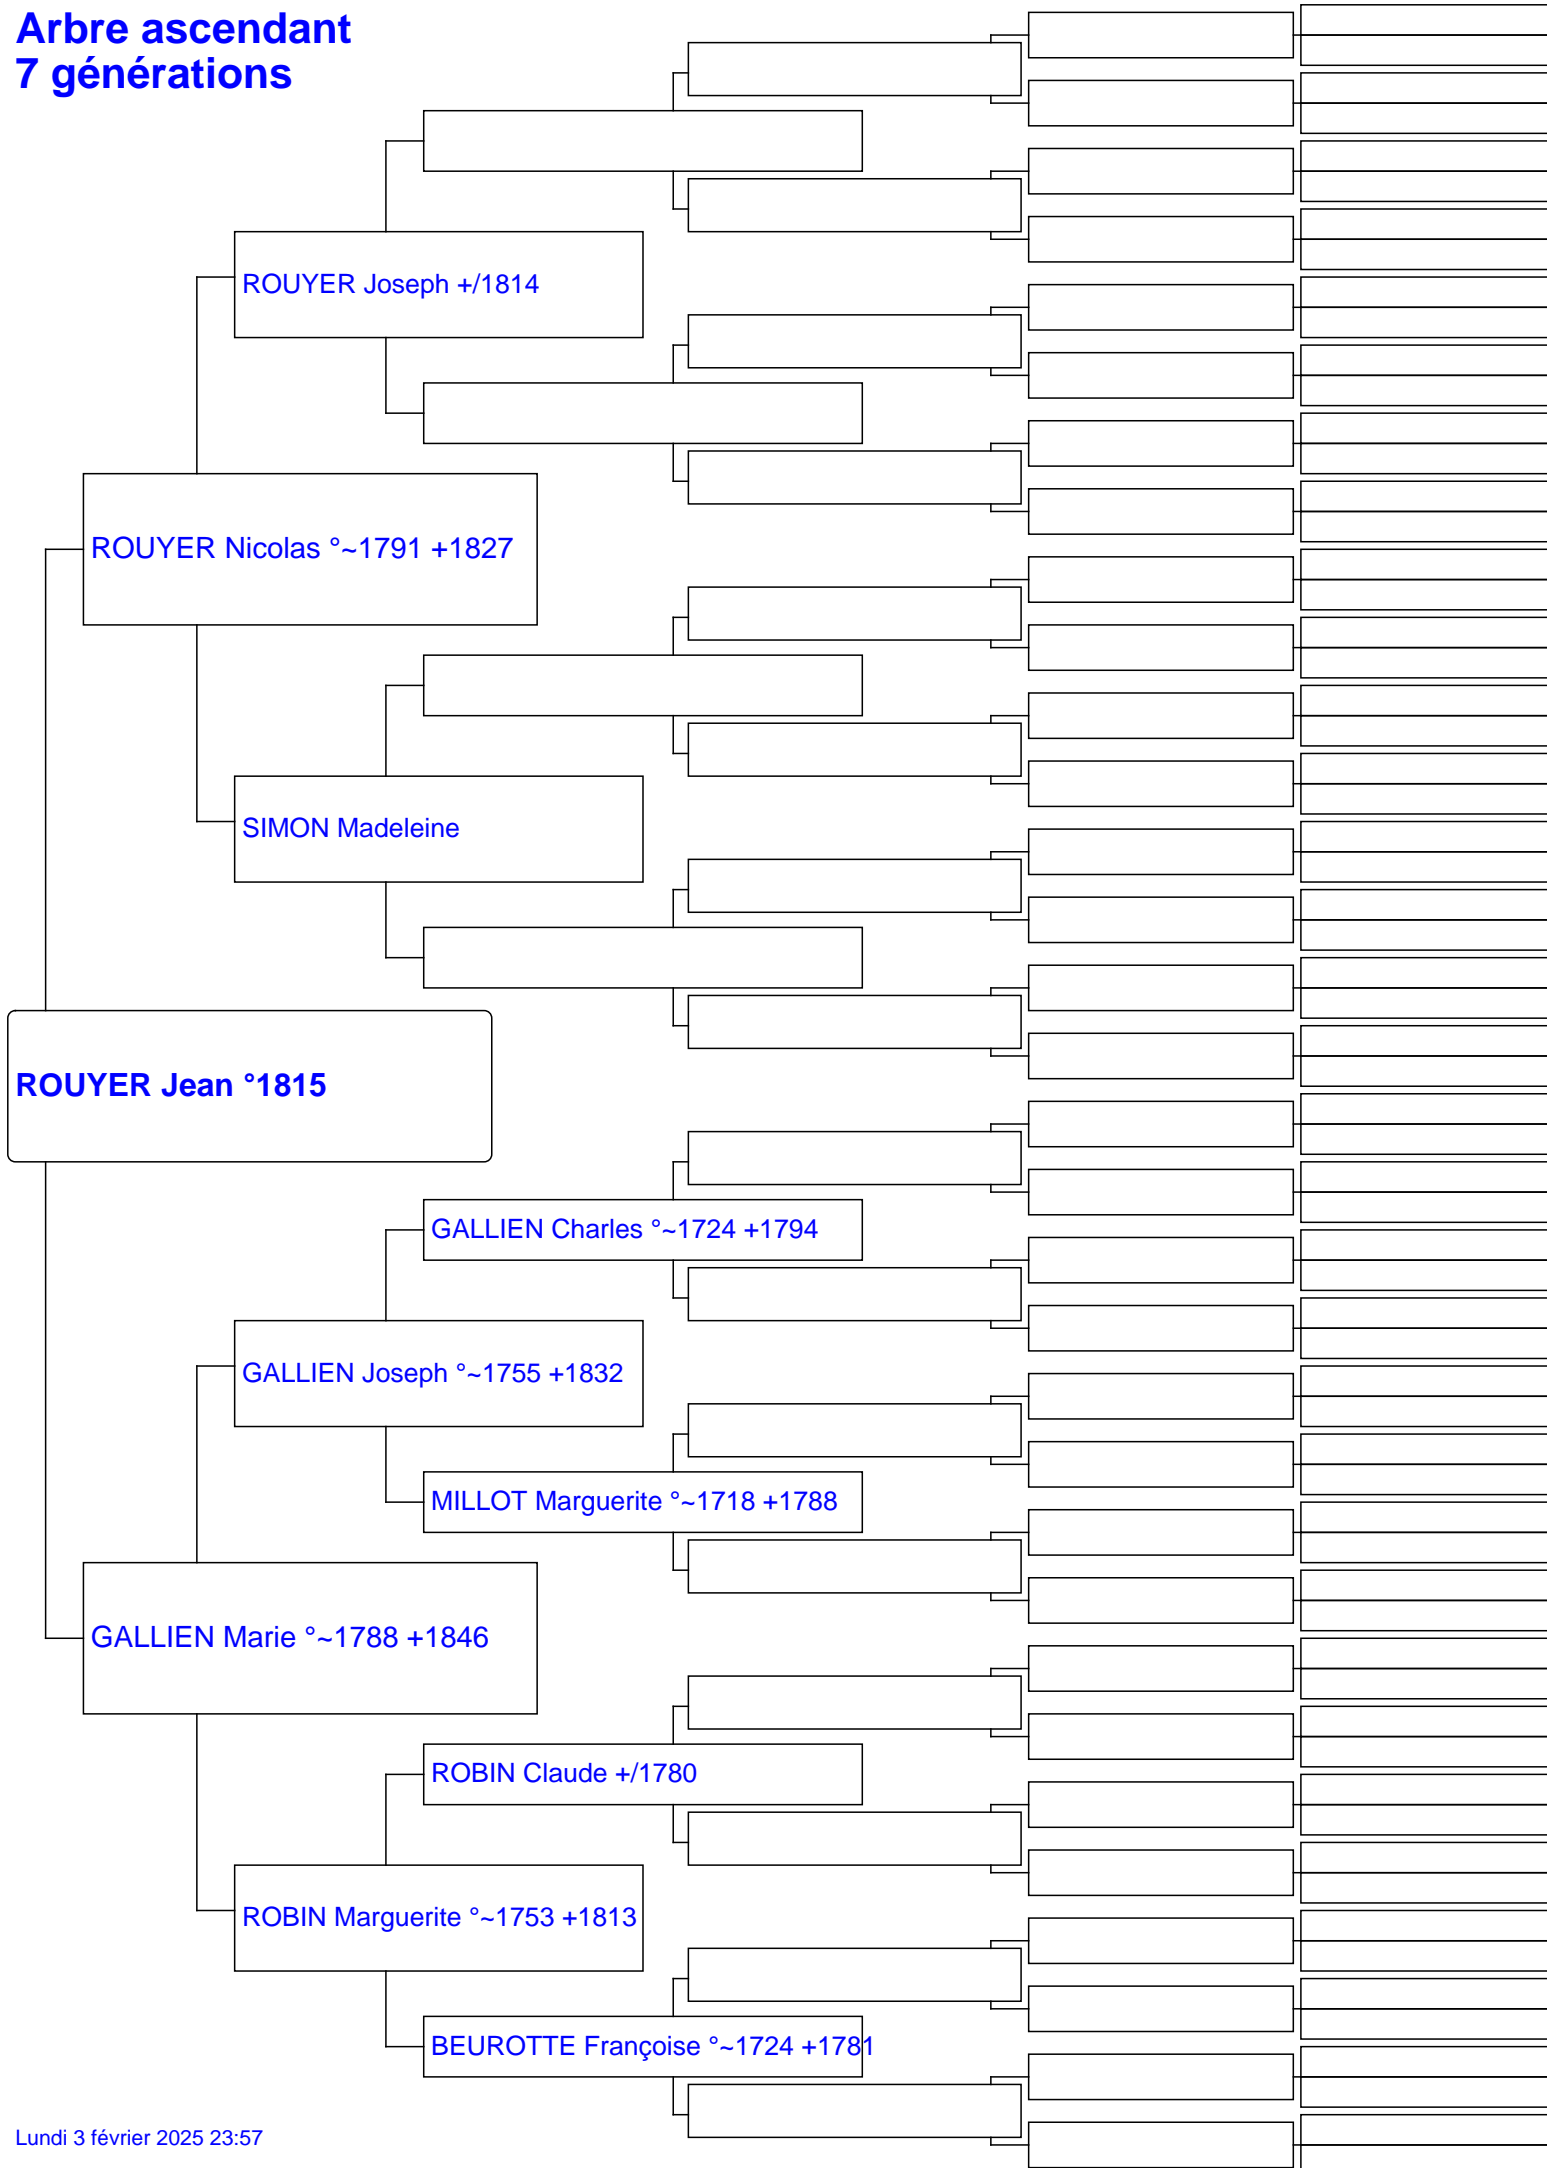 Arbre ascendant
7 générations
ROUYER Joseph +/1814
ROUYER Nicolas °~1791 +1827
SIMON Madeleine
ROUYER Jean °1815
GALLIEN Charles °~1724 +1794
GALLIEN Joseph °~1755 +1832
MILLOT Marguerite °~1718 +1788
GALLIEN Marie °~1788 +1846
ROBIN Claude +/1780
ROBIN Marguerite °~1753 +1813
BEUROTTE Françoise °~1724 +1781
Lundi 3 février 2025 23:57